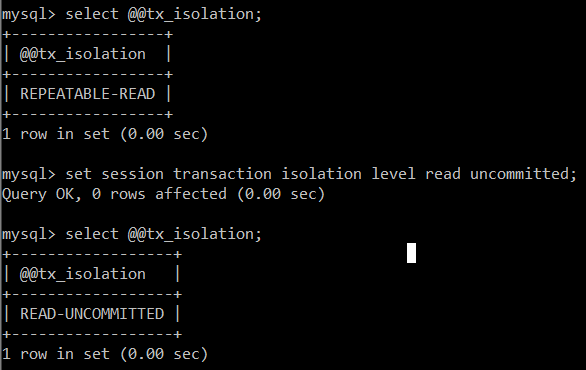 mysql> select @@tx_isolation;
+-----------------+
| @@tx_isolation  |
+-----------------+
| REPEATABLE-READ |
+-----------------+
1 row in set (0.00 sec)
mysql> set session transaction isolation level read uncommitted;
Query OK, 0 rows affected (0.00 sec)
mysql> select @@tx_isolation;
+------------------+
| @@tx_isolation   |
+------------------+
| READ-UNCOMMITTED |
+------------------+
1 row in set (0.00 sec)